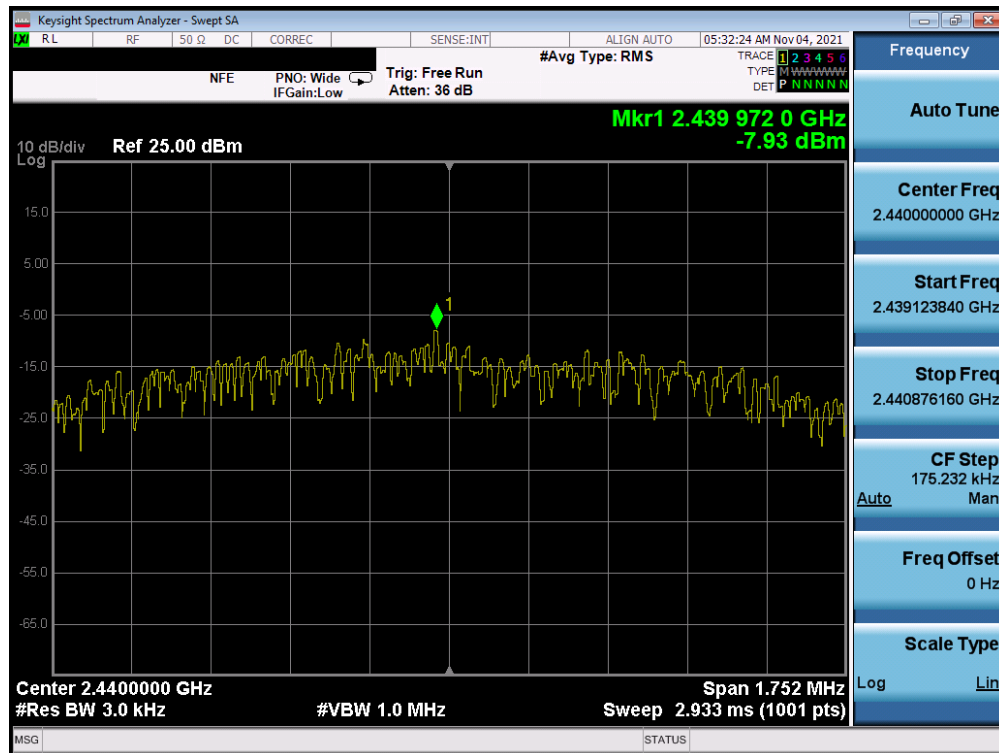 Keysight Spectrum Analyzer - Swept SA
LXI RL RF 50 Ω DC CORREC SENSE:INT ALIGN AUTO 05:32:24 AM Nov 04, 2021
Frequency
NFE
PNO: Wide
IFGain:Low
Trig: Free Run
Atten: 36 dB
#Avg Type: RMS
TRACE 1 2 3 4 5 6
TYPE M WWWWW
DET P N N N N N
Mkr1 2.439 972 0 GHz
-7.93 dBm
10 dB/div
Log
Ref 25.00 dBm
15.0
5.00
-5.00
-15.0
-25.0
-35.0
-45.0
-55.0
-65.0
1
Center 2.4400000 GHz
#Res BW 3.0 kHz
#VBW 1.0 MHz
Span 1.752 MHz
Sweep 2.933 ms (1001 pts)
Auto Tune
Center Freq
2.440000000 GHz
Start Freq
2.439123840 GHz
Stop Freq
2.440876160 GHz
CF Step
175.232 kHz
Auto Man
Freq Offset
0 Hz
Scale Type
Log Lin
MSG
STATUS